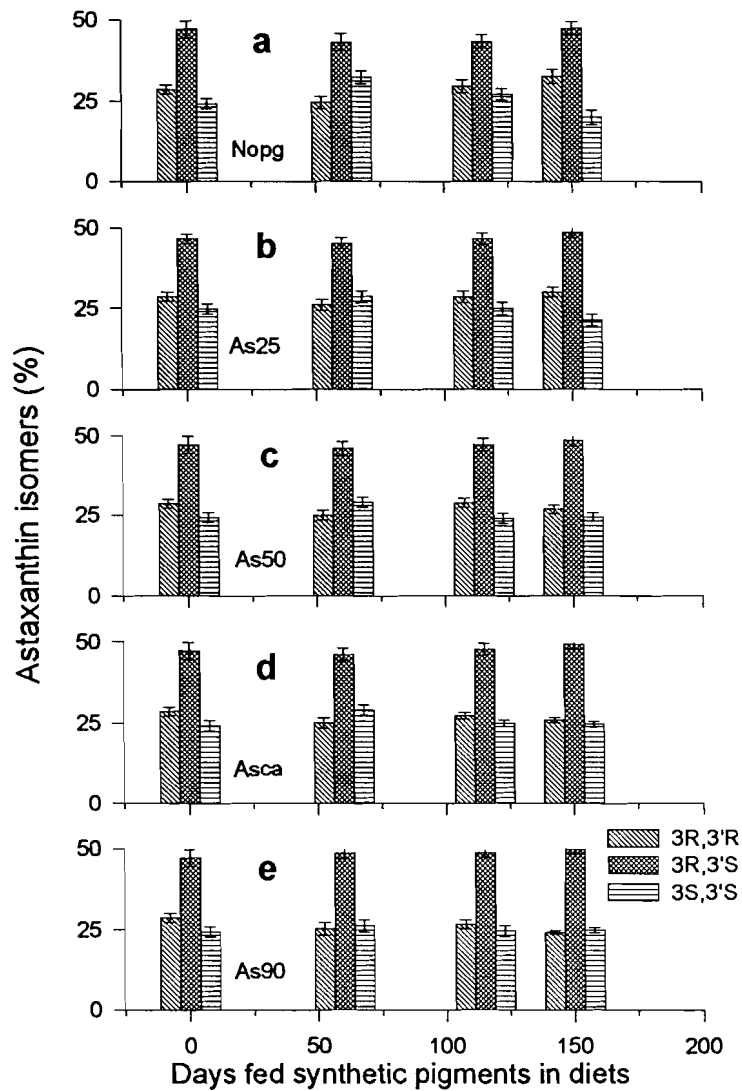 Astaxanthin isomers (%)
50
a
25
Nopg
0
50
b
25
As25
0
50
c
25
As50
0
50
d
25
Asca
0
50
e
25
As90
0
3R,3'R
3R,3'S
3S,3'S
0 50 100 150 200
Days fed synthetic pigments in diets